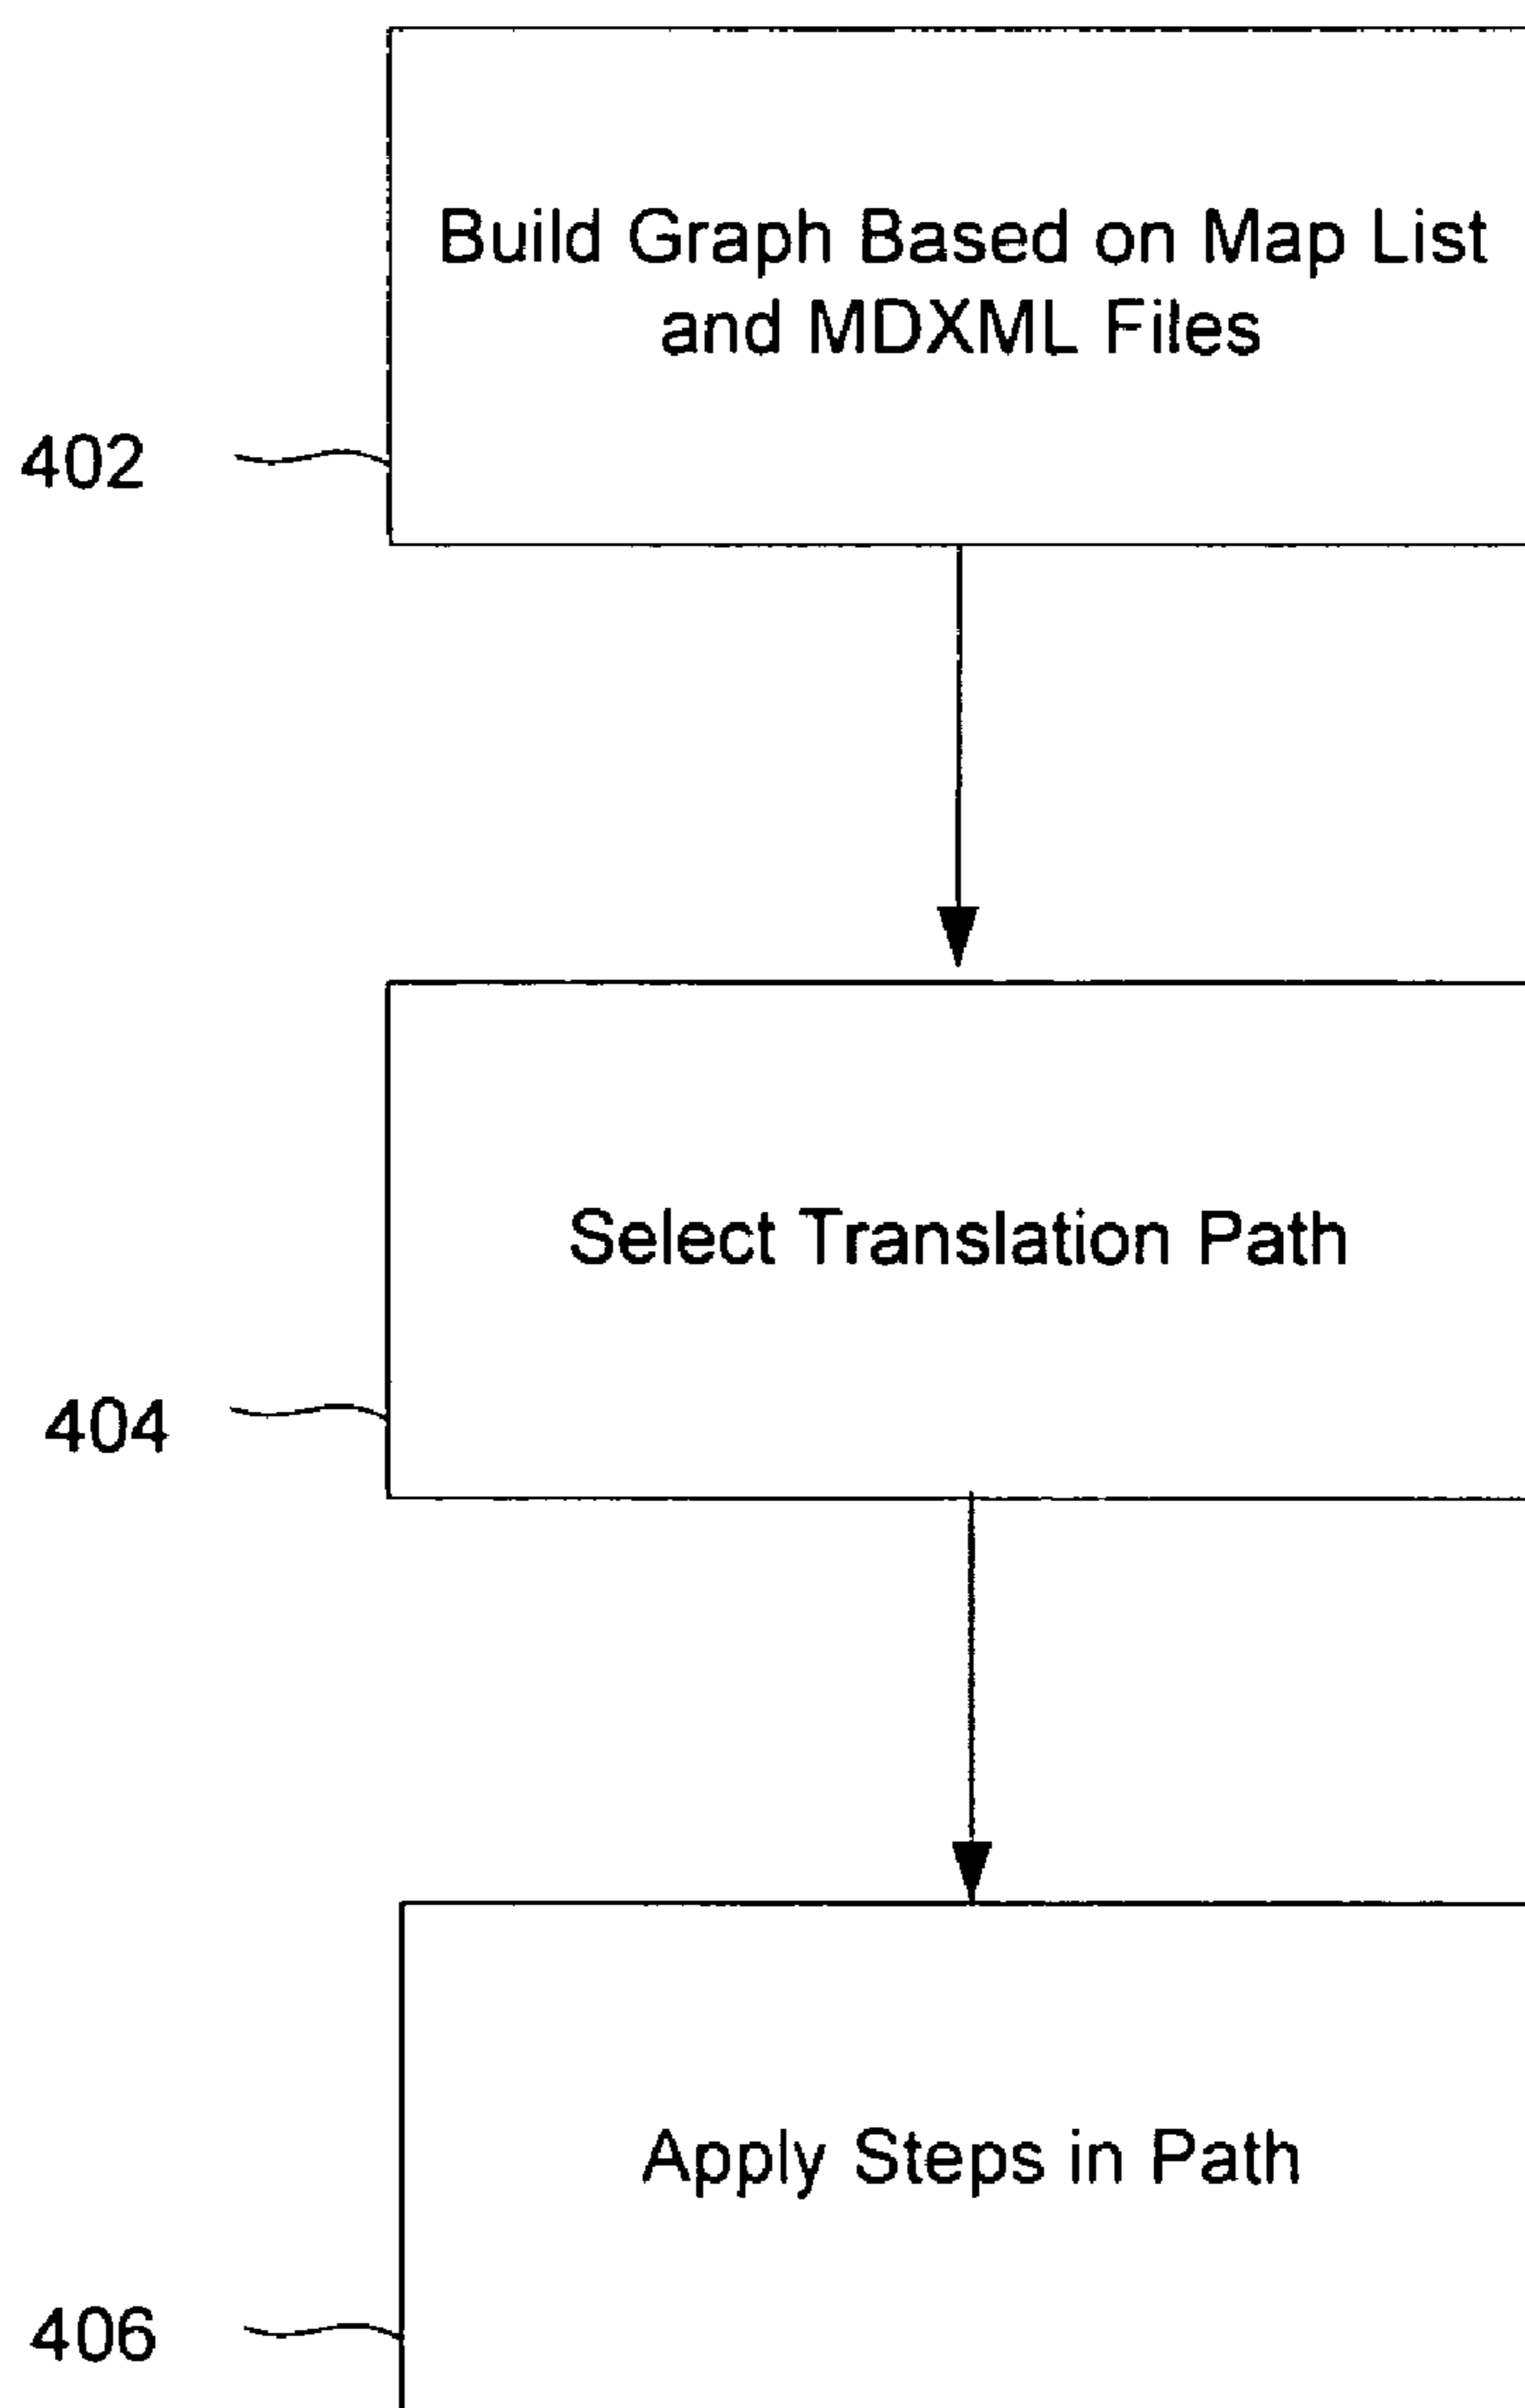 Build Graph Based on Map List
and MDXML Files
402
Select Translation Path
404
Apply Steps in Path
406